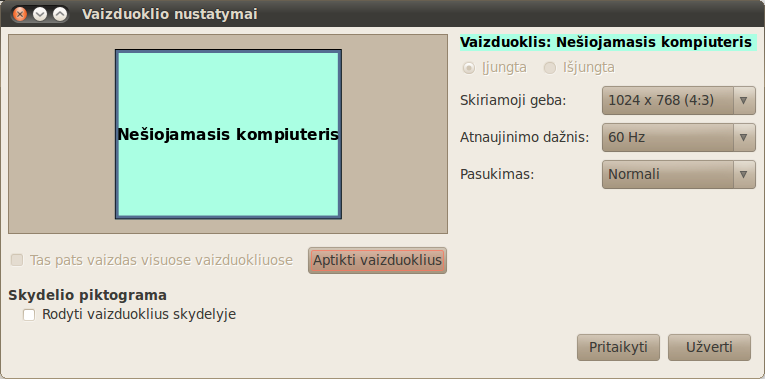 Vaizduoklio nustatymai
Nešiojamasis kompiuteris
Tas pats vaizdas visuose vaizduokliuose
Aptikti vaizduoklius
Skydelio piktograma
Rodyti vaizduoklius skydelyje
Vaizduoklis: Nešiojamasis kompiuteris
Įjungta Išjungta
Skiriamoji geba: 1024 x 768 (4:3)
Atnaujinimo dažnis: 60 Hz
Pasukimas: Normali
Pritaikyti Užverti